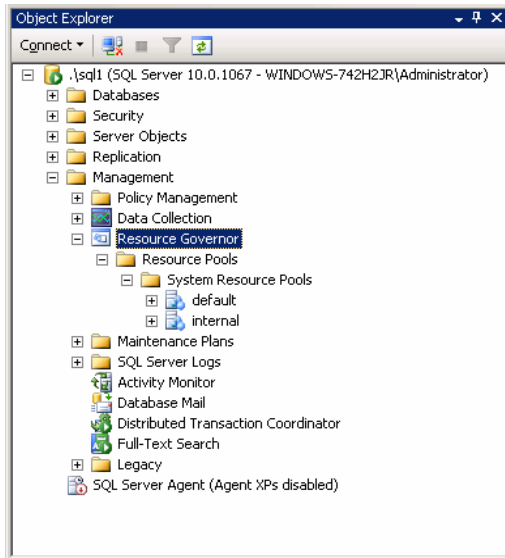 Object Explorer
Connect
.\sql1 (SQL Server 10.0.1067 - WINDOWS-742H2JR\Administrator)
Databases
Security
Server Objects
Replication
Management
Policy Management
Data Collection
Resource Governor
Resource Pools
System Resource Pools
default
internal
Maintenance Plans
SQL Server Logs
Activity Monitor
Database Mail
Distributed Transaction Coordinator
Full-Text Search
Legacy
SQL Server Agent (Agent XPs disabled)